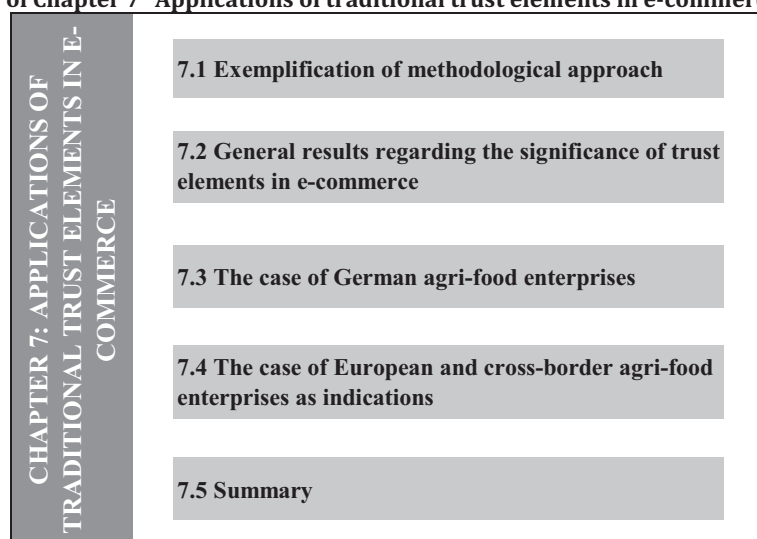 of Chapter 7 Applications of traditional trust elements in e-commer
CHAPTER 7: APPLICATIONS OF
TRADITIONAL TRUST ELEMENTS IN E-
COMMERCE
7.1 Exemplification of methodological approach
7.2 General results regarding the significance of trust
elements in e-commerce
7.3 The case of German agri-food enterprises
7.4 The case of European and cross-border agri-food
enterprises as indications
7.5 Summary